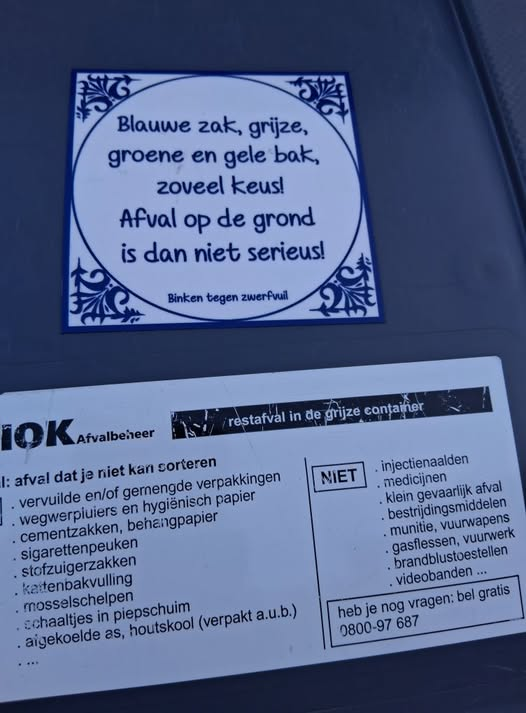 Blauwe zak, grijze,
groene en gele bak,
zoveel keus!
Afval op de grond
is dan niet serieus!
Binken tegen zwerfvuil
IOK Afvalbeheer
restafval in de grijze container
l: afval dat je niet kan sorteren
. vervuilde en/of gemengde verpakkingen
. wegwerpluiers en hygiënisch papier
. cementzakken, behangpapier
. sigarettenpeuken
. stofzuigerzakken
. kattenbakvulling
. mosselschelpen
. schaaltjes in piepschuim
. afgekoelde as, houtskool (verpakt a.u.b.)
. ...
NIET
. injectienaalden
. medicijnen
. klein gevaarlijk afval
. bestrijdingsmiddelen
. munitie, vuurwapens
. gasflessen, vuurwerk
. brandblustoestellen
. videobanden ...
heb je nog vragen: bel gratis
0800-97 687